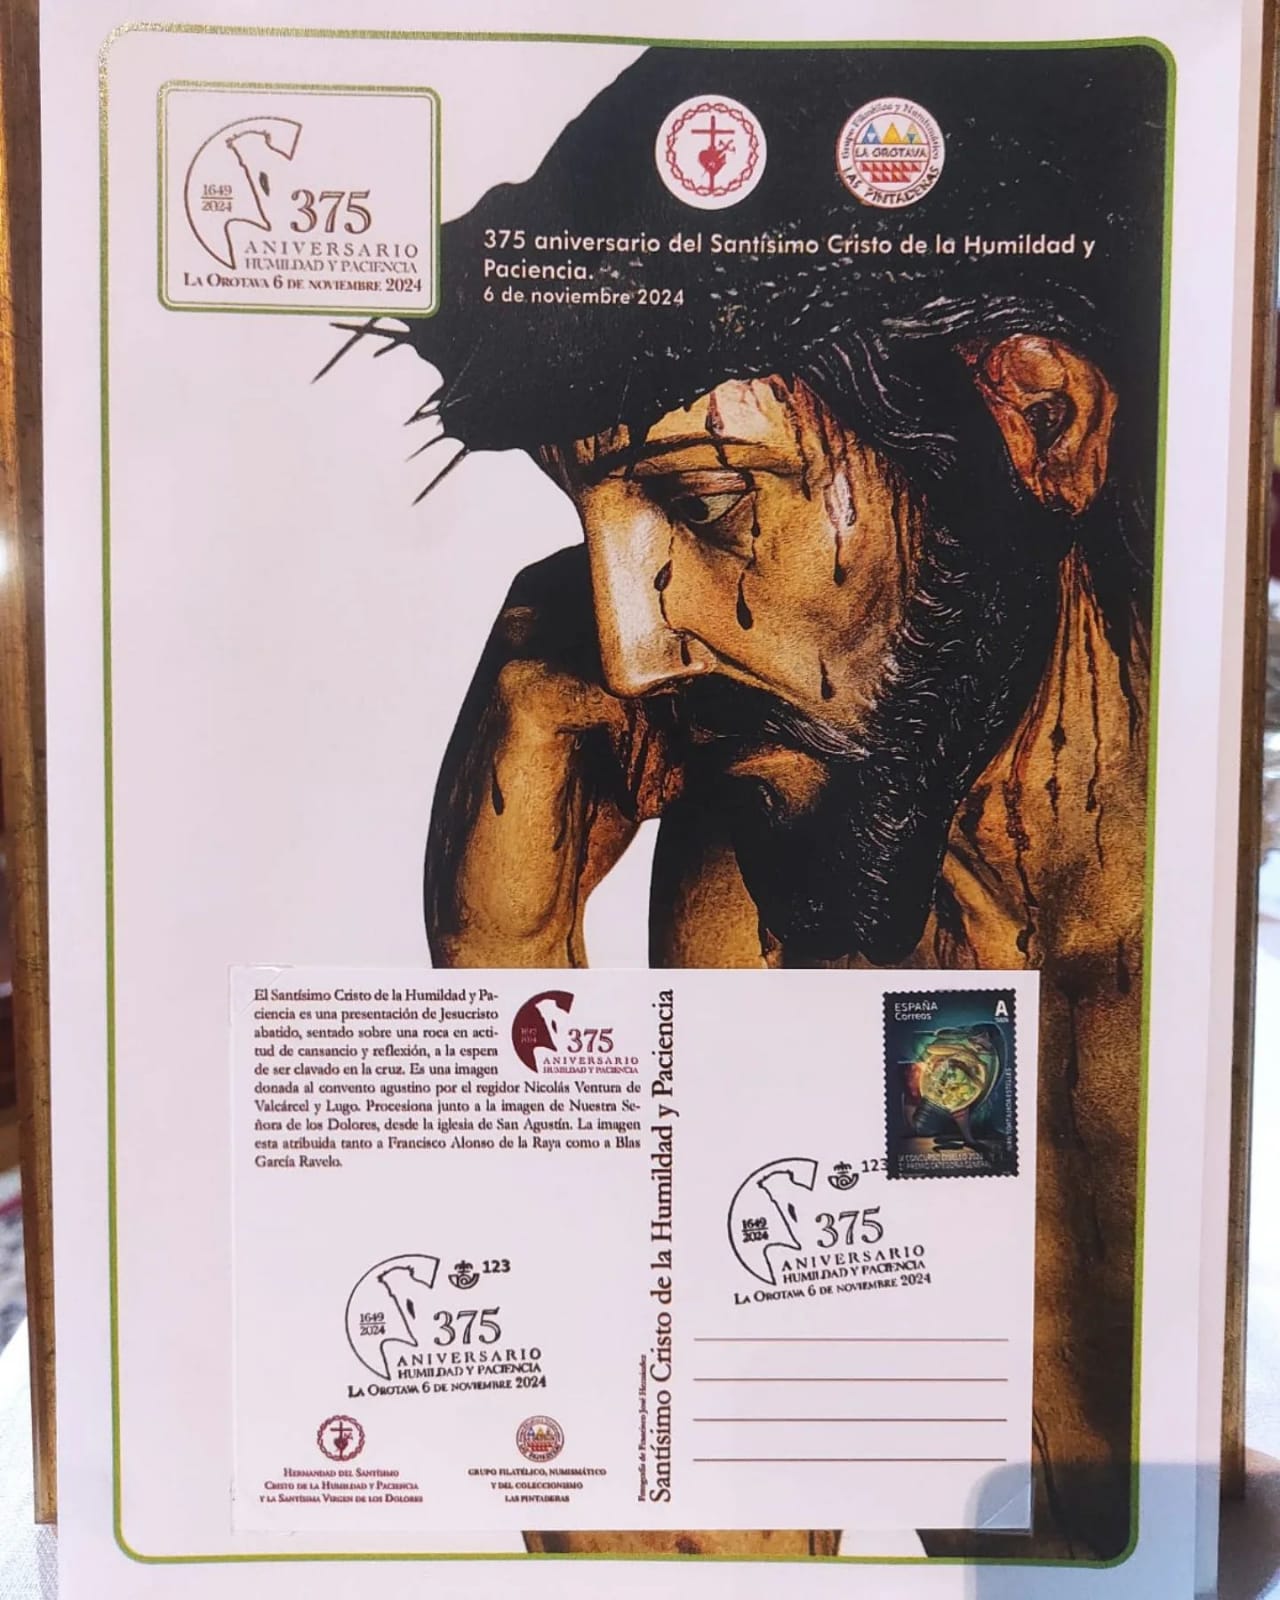 1649
2024
375
ANIVERSARIO
HUMILDAD Y PACIENCIA
LA OROTAVA 6 DE NOVIEMBRE 2024
Grupo Filatélico y Numismático
LA OROTAVA
LAS PINTADERAS
375 aniversario del Santísimo Cristo de la Humildad y
Paciencia.
6 de noviembre 2024
El Santísimo Cristo de la Humildad y Pa-
ciencia es una presentación de Jesucristo
abatido, sentado sobre una roca en acti-
tud de cansancio y reflexión, a la espera
de ser clavado en la cruz. Es una imagen
donada al convento agustino por el regidor Nicolás Ventura de
Valcárcel y Lugo. Procesiona junto a la imagen de Nuestra Se-
ñora de los Dolores, desde la iglesia de San Agustín. La imagen
esta atribuida tanto a Francisco Alonso de la Raya como a Blas
García Ravelo.
375
ANIVERSARIO
HUMILDAD Y PACIENCIA
123
1649
2024
375
ANIVERSARIO
HUMILDAD Y PACIENCIA
LA OROTAVA 6 DE NOVIEMBRE 2024
HERMANDAD DEL SANTÍSIMO
CRISTO DE LA HUMILDAD Y PACIENCIA
Y LA SANTÍSIMA VIRGEN DE LOS DOLORES
GRUPO FILATÉLICO, NUMISMÁTICO
Y DEL COLECCIONISMO
LAS PINTADERAS
Fotografía de Francisco José Hernández
Santísimo Cristo de la Humildad y Paciencia
ESPAÑA
Correos
A
123
1649
2024
375
ANIVERSARIO
HUMILDAD Y PACIENCIA
LA OROTAVA 6 DE NOVIEMBRE 2024